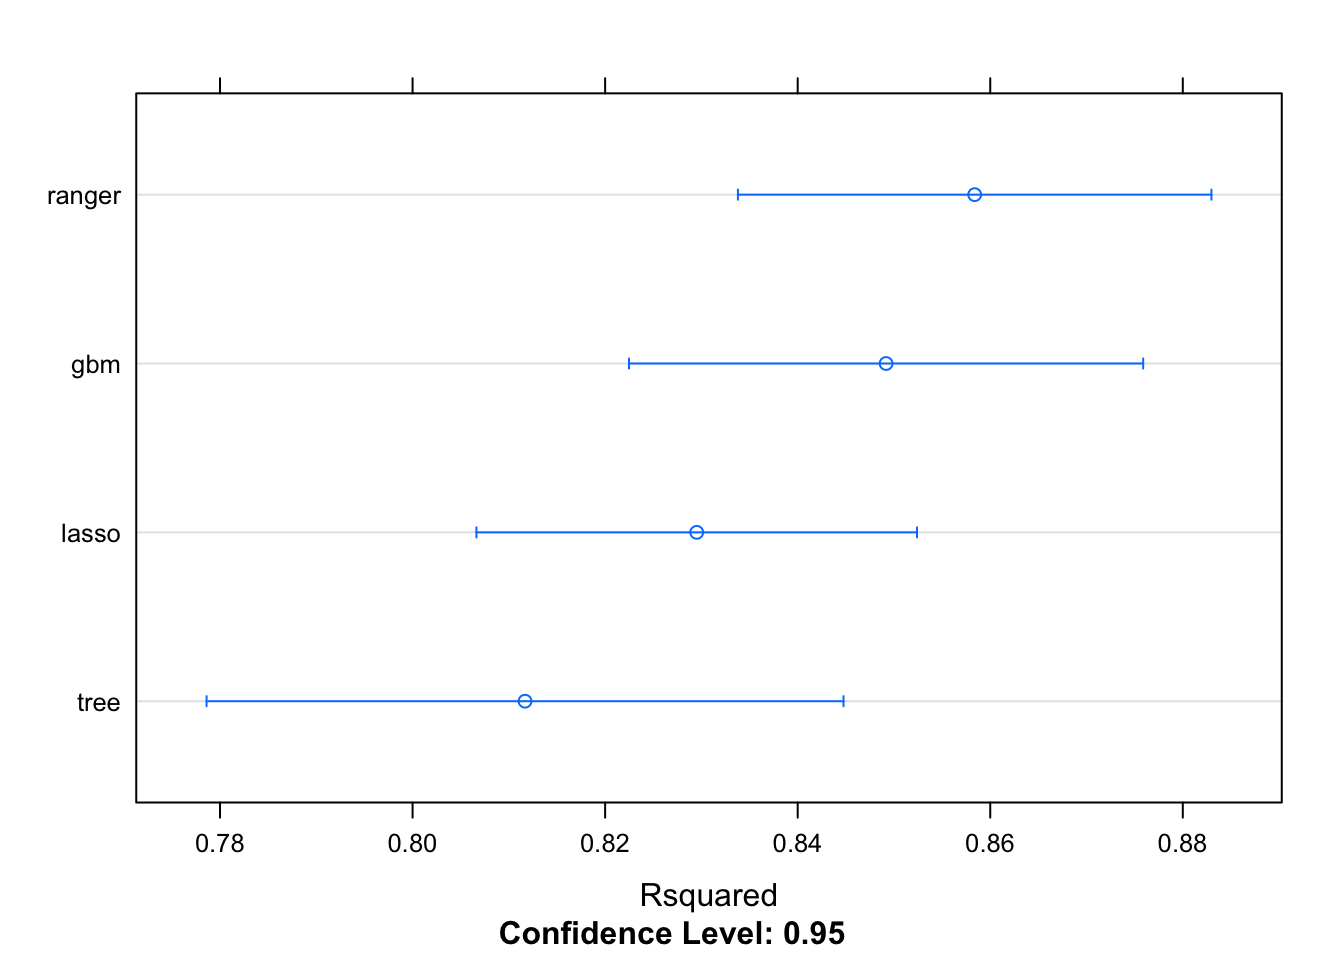 ranger
gbm
lasso
tree
0.78 0.80 0.82 0.84 0.86 0.88
Rsquared
Confidence Level: 0.95